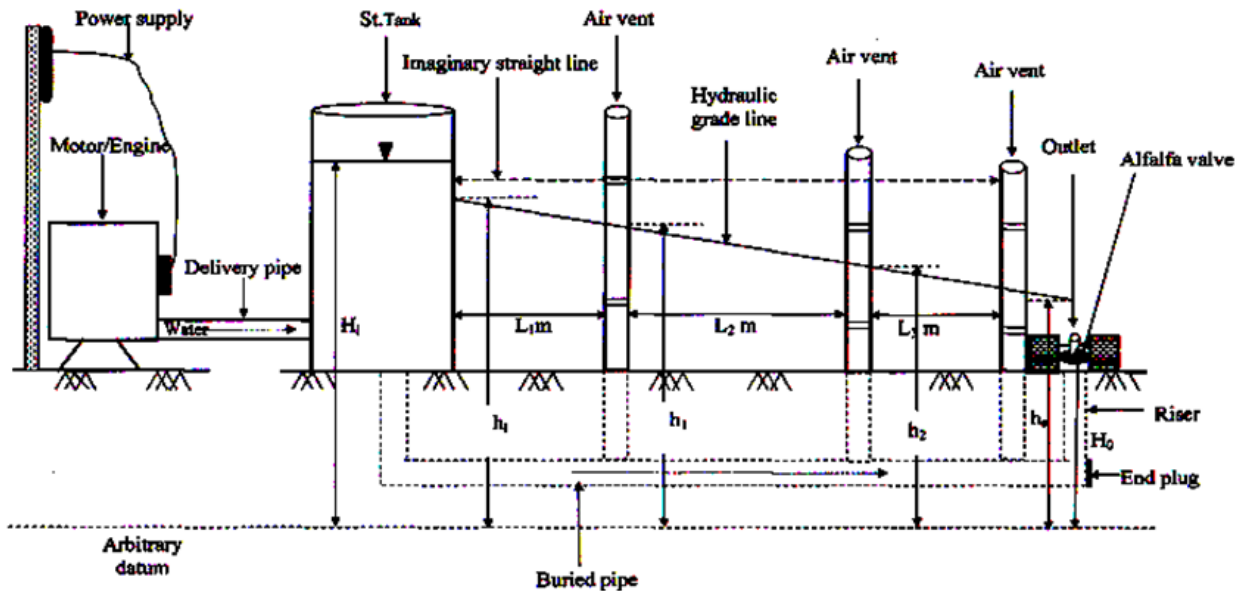 Power supply
St.Tank
Air vent
Air vent
Air vent
Imaginary straight line
Hydraulic
grade line
Outlet
Alfalfa valve
Motor/Engine
Delivery pipe
Water
H₁
L₁m
L₂ m
L, m
h₁
h₂
Riser
H₀
End plug
Arbitrary
datum
Buried pipe